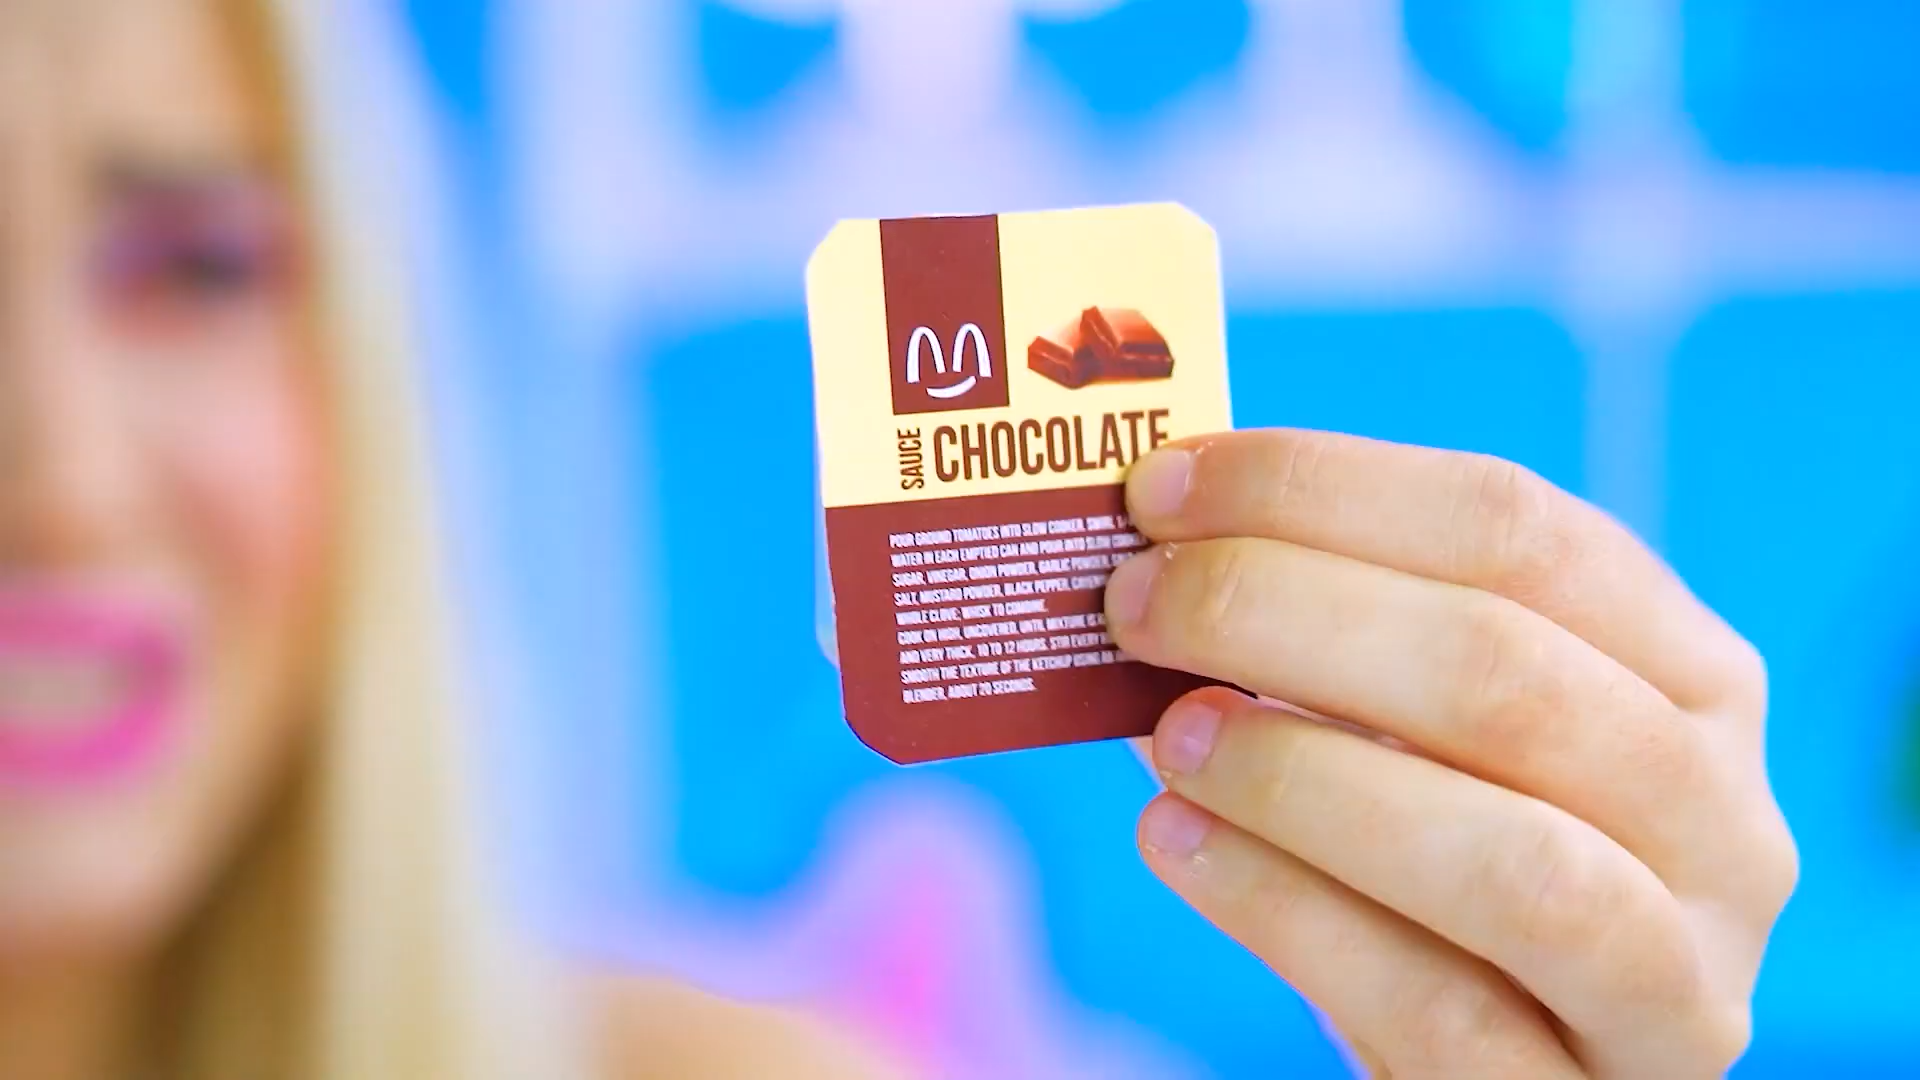 SAUCE
CHOCOLATE
POUR GROUND TOMATOES INTO SLOW COOKER. SWIRL
WATER IN EACH EMPTIED CAN AND POUR INTO SLOW
SUGAR, VINEGAR, ONION POWDER, GARLIC POWDER,
SALT, MUSTARD POWDER, BLACK PEPPER,
WHOLE CLOVE; WHISK TO COMBINE.
COOK ON HIGH, UNCOVERED, UNTIL MIXTURE IS
AND VERY THICK, 10 TO 12 HOURS. STIR EVERY
SMOOTH THE TEXTURE OF THE KETCHUP USING
BLENDER, ABOUT 20 SECONDS.